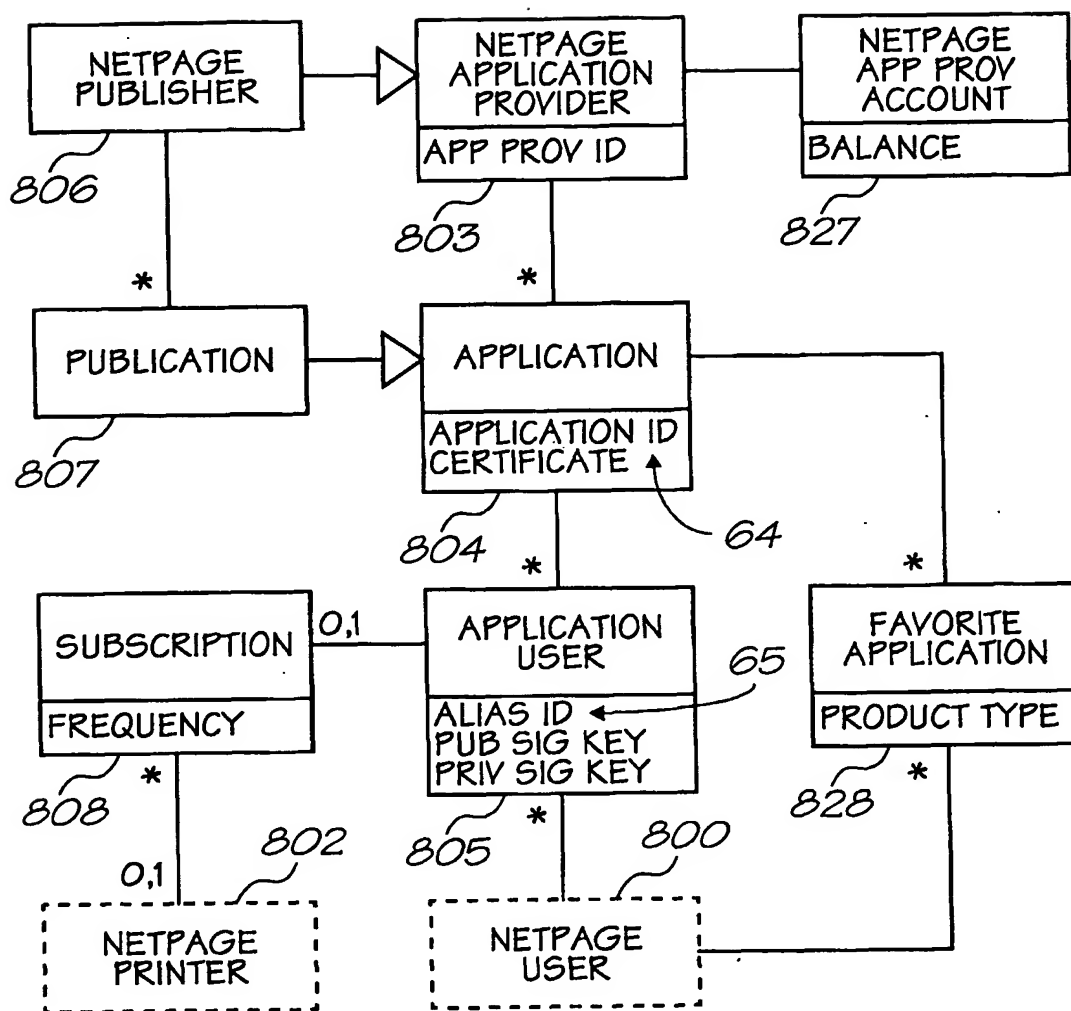 NETPAGE
PUBLISHER
806
NETPAGE
APPLICATION
PROVIDER
APP PROV ID
803
NETPAGE
APP PROV
ACCOUNT
BALANCE
827
*
*
PUBLICATION
807
APPLICATION
APPLICATION ID
CERTIFICATE
804
64
*
*
SUBSCRIPTION
FREQUENCY
808
0,1
APPLICATION
USER
ALIAS ID
PUB SIG KEY
PRIV SIG KEY
805
65
FAVORITE
APPLICATION
PRODUCT TYPE
828
*
*
*
0,1
802
NETPAGE
PRINTER
800
NETPAGE
USER